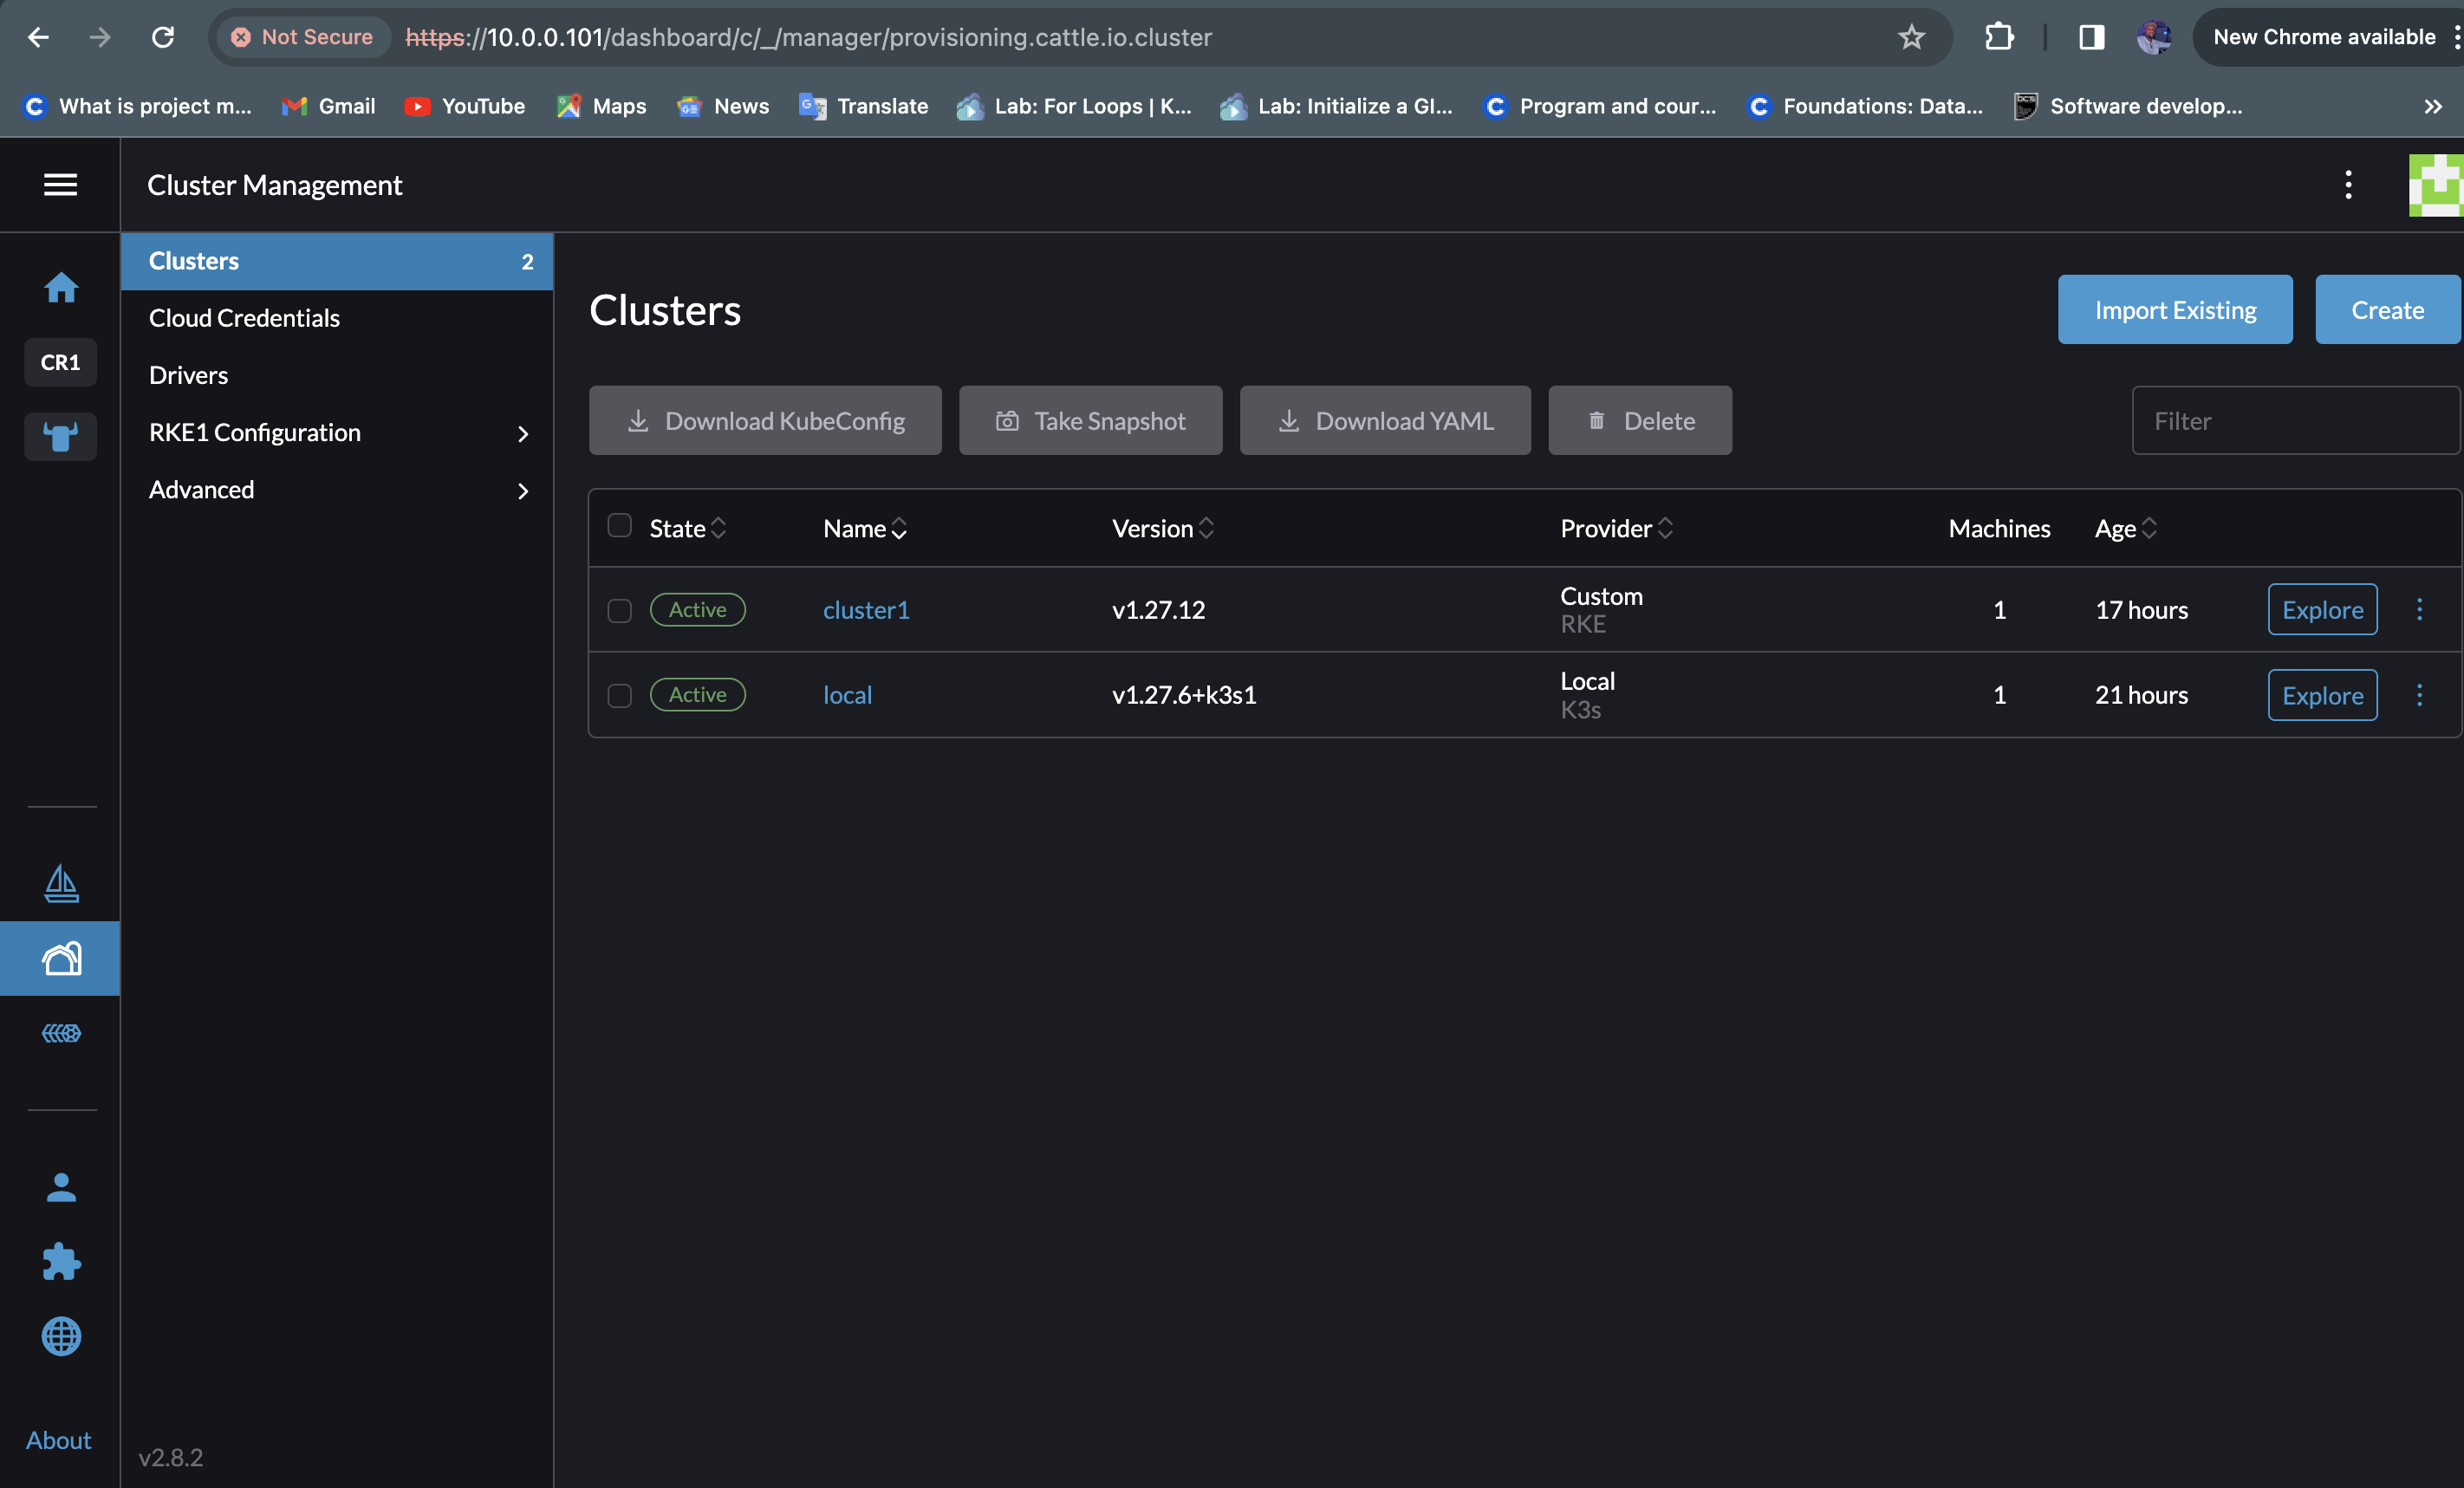 Not Secure https://10.0.0.101/dashboard/c/_/manager/provisioning.cattle.io.cluster New Chrome available
What is project m... Gmail YouTube Maps News Translate Lab: For Loops | K... Lab: Initialize a GI... Program and cour... Foundations: Data... Software develop...
Cluster Management
Clusters 2
Cloud Credentials
CR1
Drivers
RKE1 Configuration
Advanced
Clusters
Import Existing Create
Download KubeConfig Take Snapshot Download YAML Delete Filter
State Name Version Provider Machines Age
Active cluster1 v1.27.12 Custom 1 17 hours Explore
RKE
Active local v1.27.6+k3s1 Local 1 21 hours Explore
K3s
About
v2.8.2